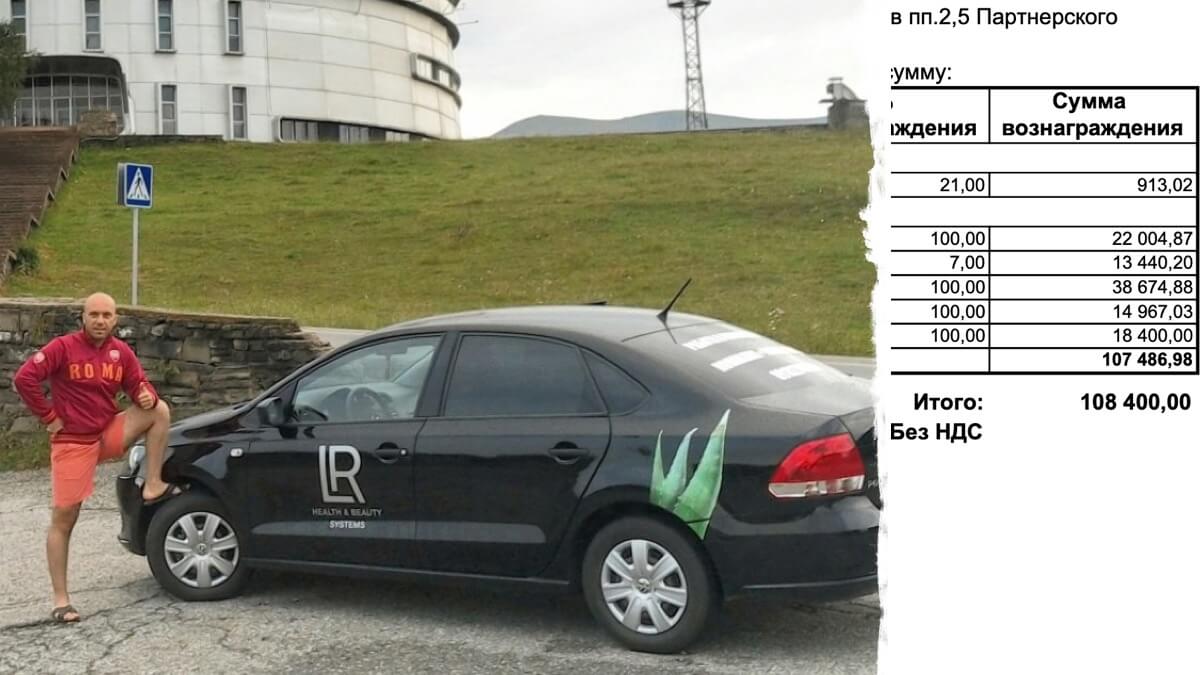 ROMA
LR
HEALTH & BEAUTY
SYSTEMS
в пп.2,5 Партнерского
сумму:
аждения
Сумма
вознаграждения
21,00 913,02
100,00 22 004,87
7,00 13 440,20
100,00 38 674,88
100,00 14 967,03
100,00 18 400,00
107 486,98
Итого: 108 400,00
Без НДС